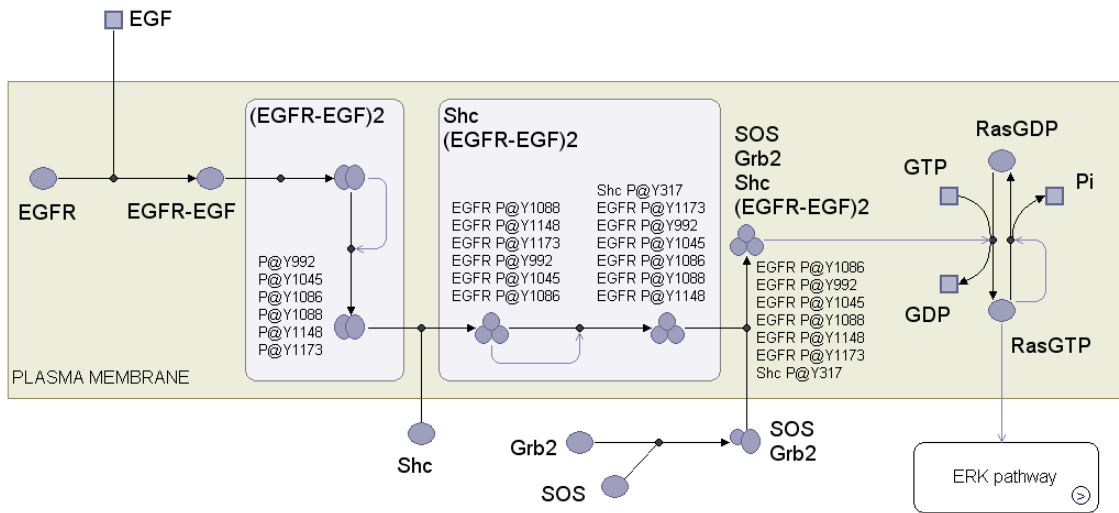 EGF
(EGFR-EGF)2
Shc
(EGFR-EGF)2
SOS
Grb2
Shc
(EGFR-EGF)2
RasGDP
GTP
Pi
EGFR
EGFR-EGF
Shc P@Y317
EGFR P@Y1173
EGFR P@Y992
EGFR P@Y1045
EGFR P@Y1086
EGFR P@Y1088
EGFR P@Y1148
EGFR P@Y1088
EGFR P@Y1148
EGFR P@Y1173
EGFR P@Y992
EGFR P@Y1045
EGFR P@Y1086
P@Y992
P@Y1045
P@Y1086
P@Y1088
P@Y1148
P@Y1173
EGFR P@Y1086
EGFR P@Y992
EGFR P@Y1045
EGFR P@Y1088
EGFR P@Y1148
EGFR P@Y1173
Shc P@Y317
GDP
RasGTP
PLASMA MEMBRANE
Shc
Grb2
SOS
SOS
Grb2
ERK pathway